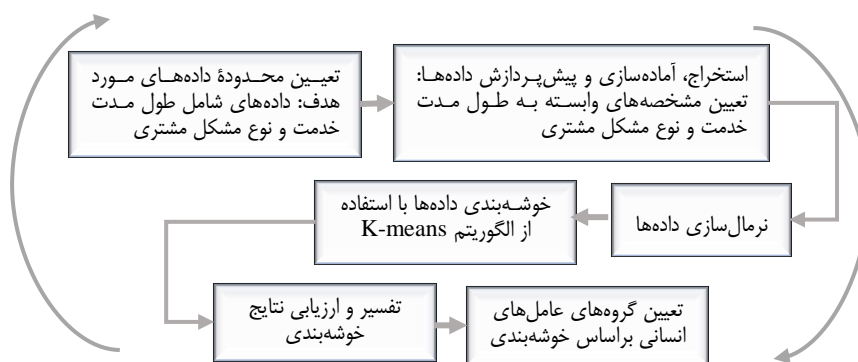 تعیین محدودۀ داده‌های مورد
هدف: داده‌های شامل طول مدت
خدمت و نوع مشکل مشتری
استخراج، آماده‌سازی و پیش‌پردازش داده‌ها:
تعیین مشخصه‌های وابسته به طول مدت
خدمت و نوع مشکل مشتری
نرمال‌سازی داده‌ها
خوشه‌بندی داده‌ها با استفاده
از الگوریتم K-means
تفسیر و ارزیابی نتایج
خوشه‌بندی
تعیین گروه‌های عامل‌های
انسانی براساس خوشه‌بندی